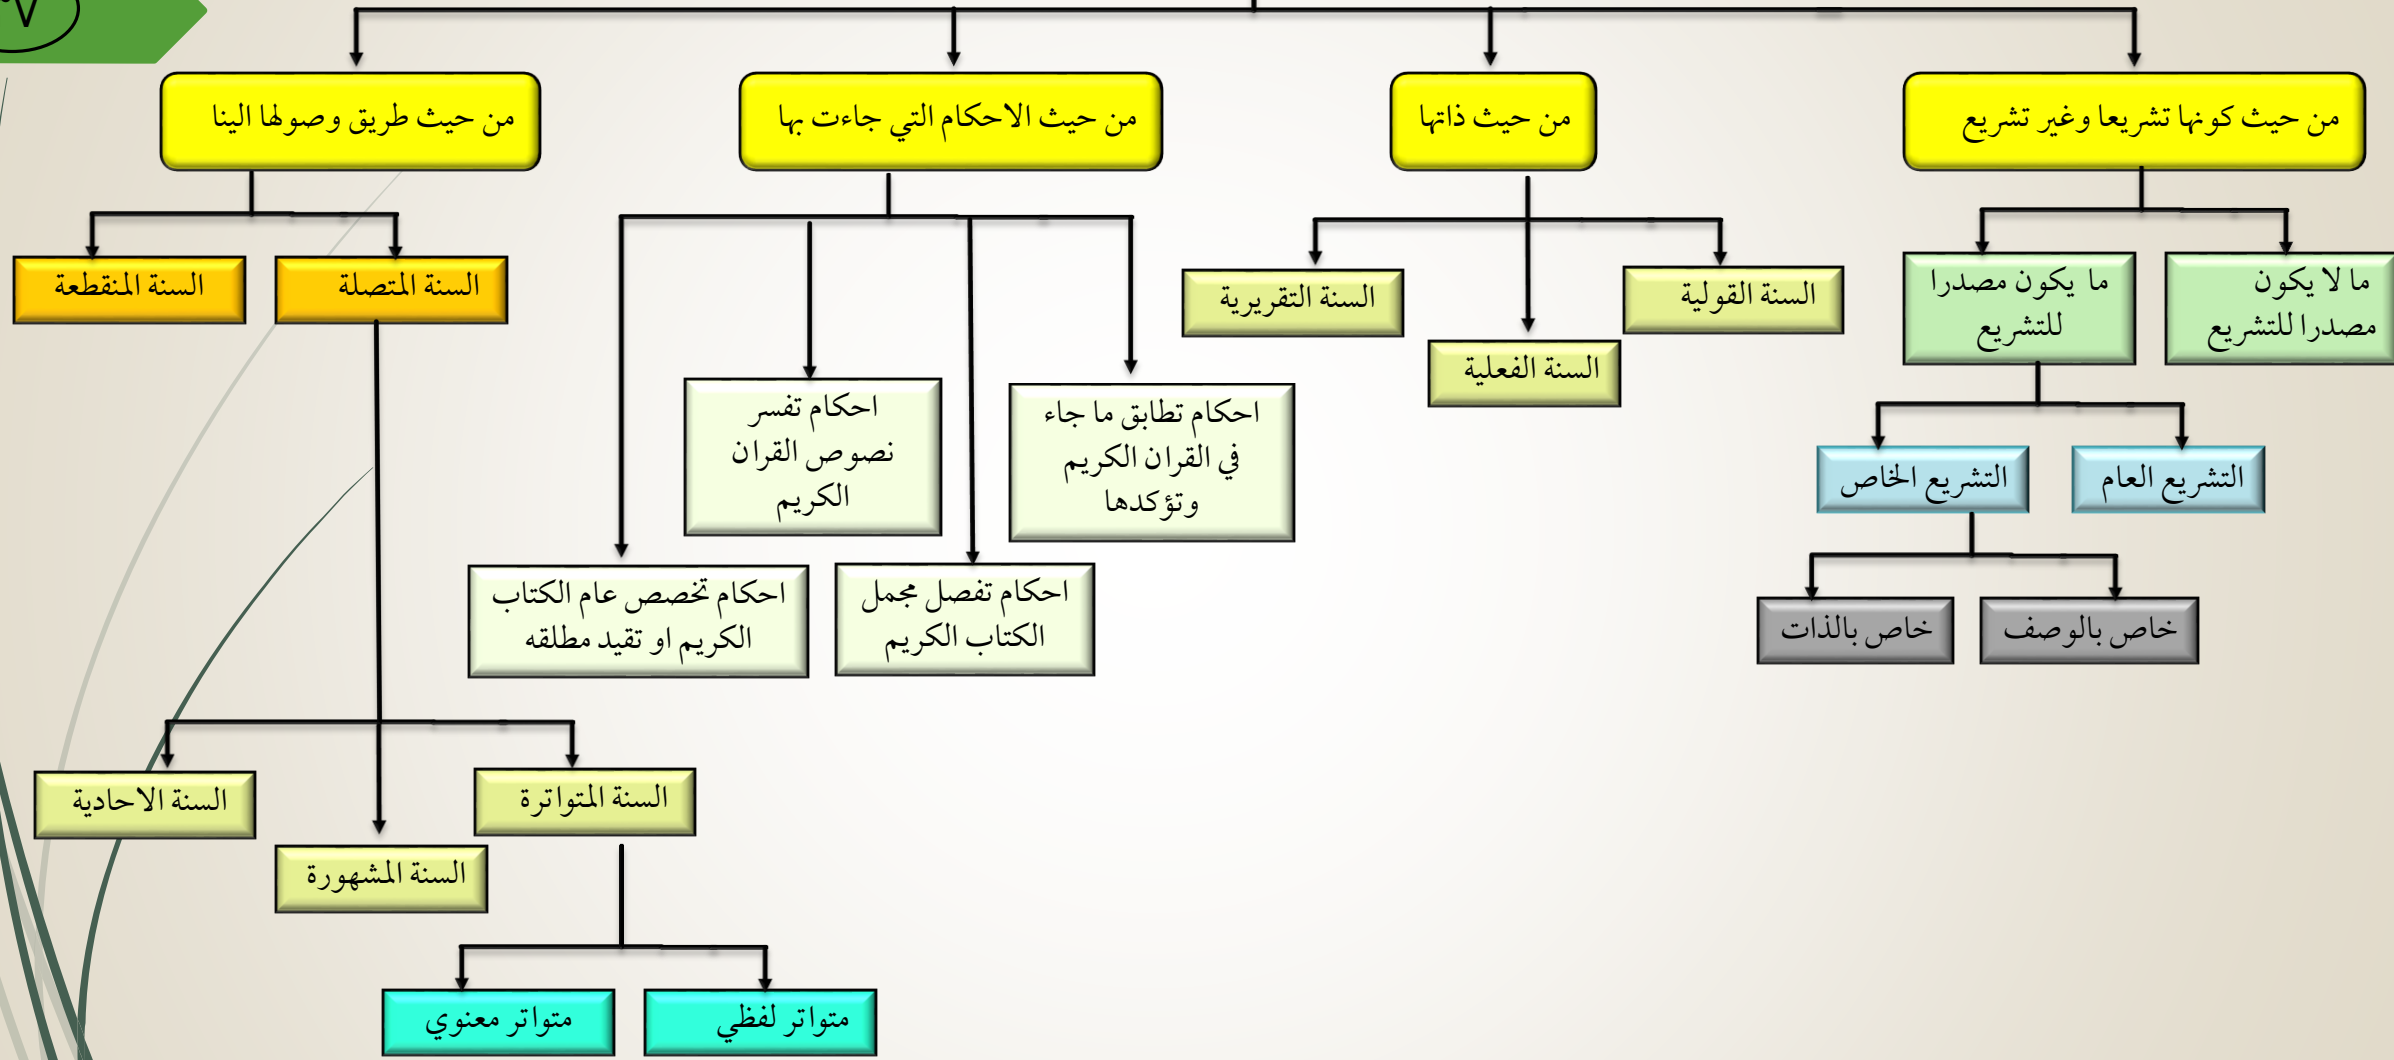 ٧
من حيث كونها تشريعا وغير تشريع
من حيث ذاتها
من حيث الاحكام التي جاءت بها
من حيث طريق وصولها الينا
ما لا يكون
مصدرا للتشريع
ما يكون مصدرا
للتشريع
التشريع العام
التشريع الخاص
خاص بالوصف
خاص بالذات
السنة القولية
السنة الفعلية
السنة التقريرية
احكام تطابق ما جاء
في القران الكريم
وتؤكدها
احكام تفصل مجمل
الكتاب الكريم
احكام تفسر
نصوص القران
الكريم
احكام تخصص عام الكتاب
الكريم او تقيد مطلقه
السنة المتصلة
السنة المنقطعة
السنة المتواترة
السنة المشهورة
السنة الاحادية
متواتر لفظي
متواتر معنوي